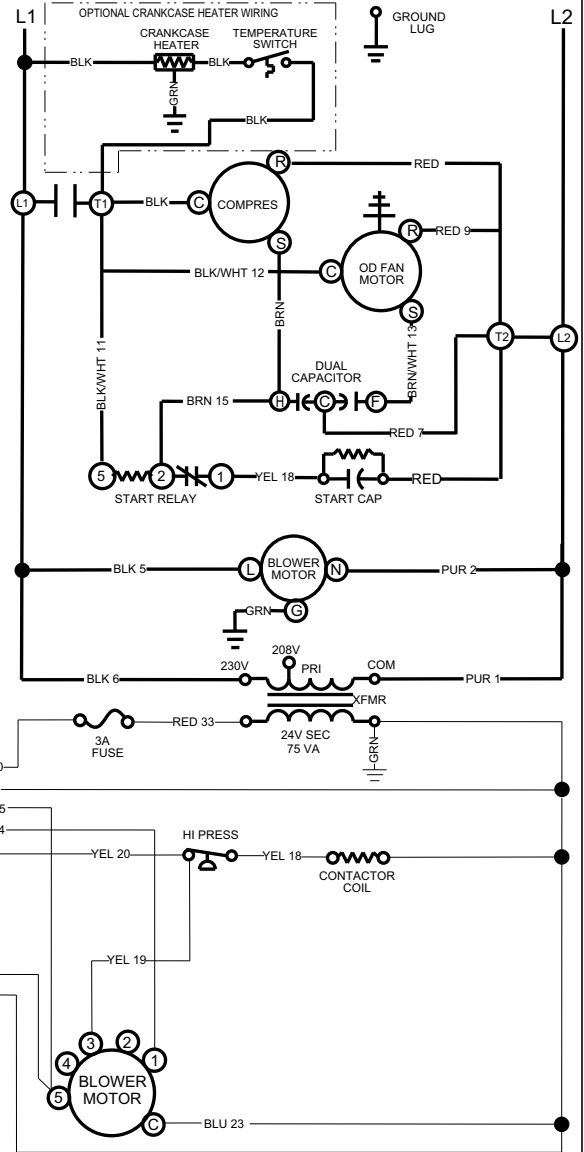 L1
OPTIONAL CRANKCASE HEATER WIRING
GROUND
LUG
L2
CRANKCASE
HEATER
TEMPERATURE
SWITCH
BLK
BLK
GRN
BLK
R
RED
L1
T1
BLK
C
COMPRES
S
R
RED 9
BLK/WHT 12
C
OD FAN
MOTOR
S
BRN
BRN/WHT 13
BLK/WHT 11
T2
L2
DUAL
CAPACITOR
BRN 15
H
C
F
RED 7
5
2
1
YEL 18
RED
START RELAY
START CAP
BLK 5
L
BLOWER
MOTOR
N
PUR 2
GRN
G
208V
230V
PRI
COM
BLK 6
PUR 1
XFMR
RED 33
3A
FUSE
24V SEC
75 VA
GRN
0
5
4
HI PRESS
YEL 20
YEL 18
CONTACTOR
COIL
YEL 19
3
2
4
1
BLOWER
MOTOR
5
C
BLU 23